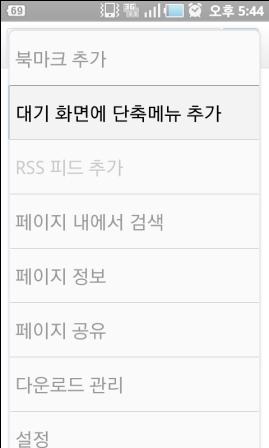 69 3G 오후 5:44
북마크 추가
대기 화면에 단축메뉴 추가
RSS 피드 추가
페이지 내에서 검색
페이지 정보
페이지 공유
다운로드 관리
설정